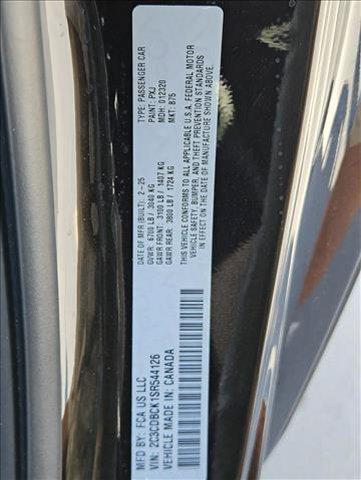 MFD BY: FCA US LLC
VIN: 2C3CDBCK1SR544126
VEHICLE MADE IN: CANADA
DATE OF MFR (BUILT): 2-25
GVWR: 6700 LB / 3040 KG
GAWR FRONT: 3100 LB / 1407 KG
GAWR REAR: 3800 LB / 1724 KG
TYPE: PASSENGER CAR
PAINT: PXJ
MDH: 012320
MKT: B75
THIS VEHICLE CONFORMS TO ALL APPLICABLE U.S.A. FEDERAL MOTOR
VEHICLE SAFETY, BUMPER, AND THEFT PREVENTION STANDARDS
IN EFFECT ON DATE OF MANUFACTURE SHOWN ABOVE.